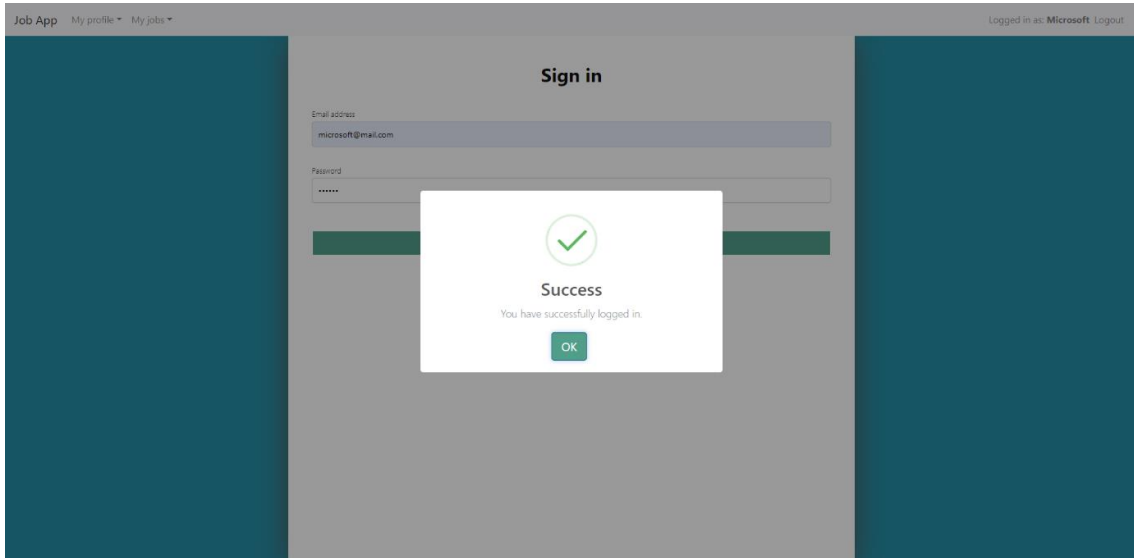 Job App My profile My jobs Logged in as: Microsoft Logout
Sign in
Email address
microsoft@mail.com
Password
••••••
Success
You have successfully logged in.
OK